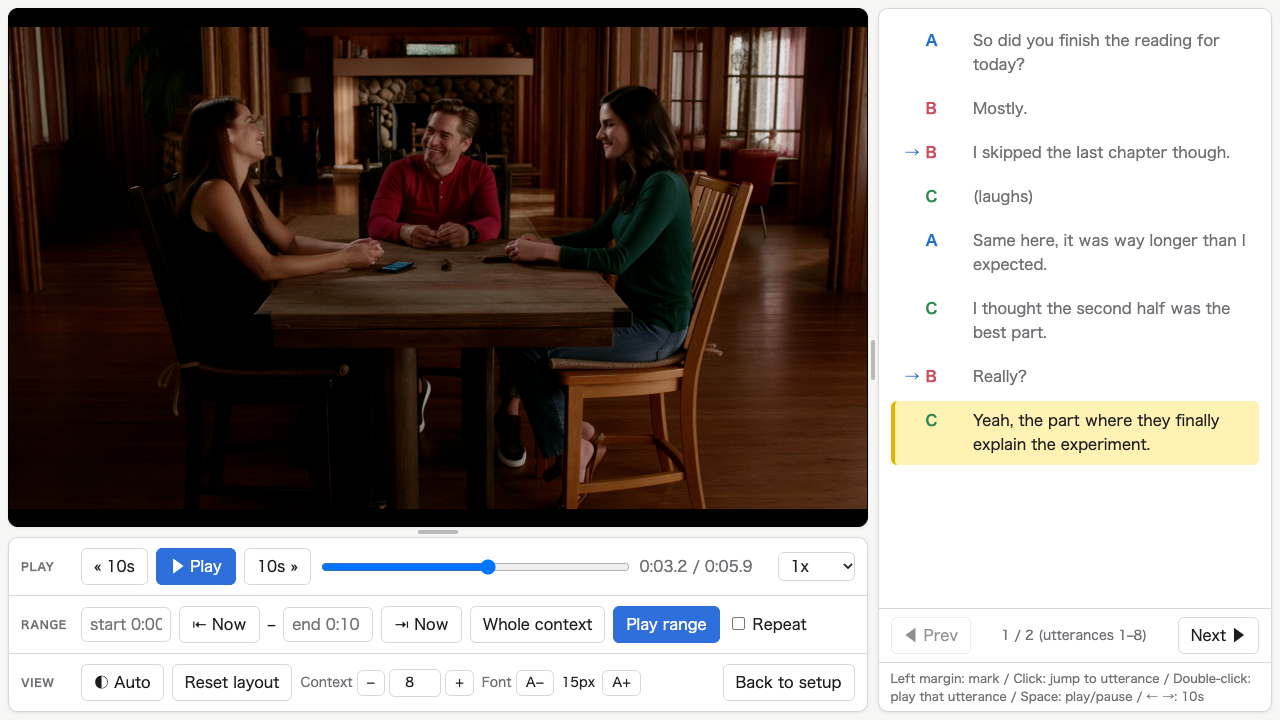 A So did you finish the reading for
today?
B Mostly.
→ B I skipped the last chapter though.
C (laughs)
A Same here, it was way longer than I
expected.
C I thought the second half was the
best part.
→ B Really?
C Yeah, the part where they finally
explain the experiment.
◀ Prev 1 / 2 (utterances 1–8) Next ▶
Left margin: mark / Click: jump to utterance / Double-click:
play that utterance / Space: play/pause / ← →: 10s
PLAY « 10s ▶ Play 10s » 0:03.2 / 0:05.9 1x
RANGE start 0:00 ⇤ Now – end 0:10 ⇥ Now Whole context Play range Repeat
VIEW ◐ Auto Reset layout Context − 8 + Font A− 15px A+ Back to setup